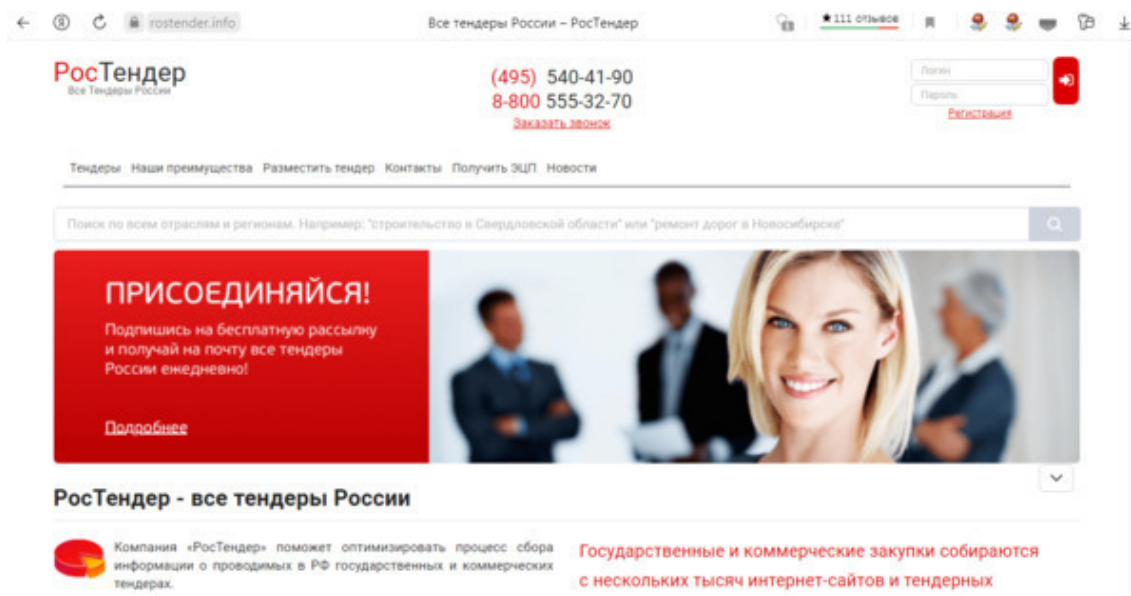 rostender.info
Все тендеры России – РосТендер
★111 отзывов
РосТендер
Все Тендеры России
(495) 540-41-90
8-800 555-32-70
Заказать звонок
Логин
Пароль
Регистрация
Тендеры Наши преимущества Разместить тендер Контакты Получить ЭЦП Новости
Поиск по всем отраслям и регионам. Например: "строительство в Свердловской области" или "ремонт дорог в Новосибирске"
ПРИСОЕДИНЯЙСЯ!
Подпишись на бесплатную рассылку
и получай на почту все тендеры
России ежедневно!
Подробнее
РосТендер - все тендеры России
Компания «РосТендер» поможет оптимизировать процесс сбора
информации о проводимых в РФ государственных и коммерческих
тендерах.
Государственные и коммерческие закупки собираются
с нескольких тысяч интернет-сайтов и тендерных